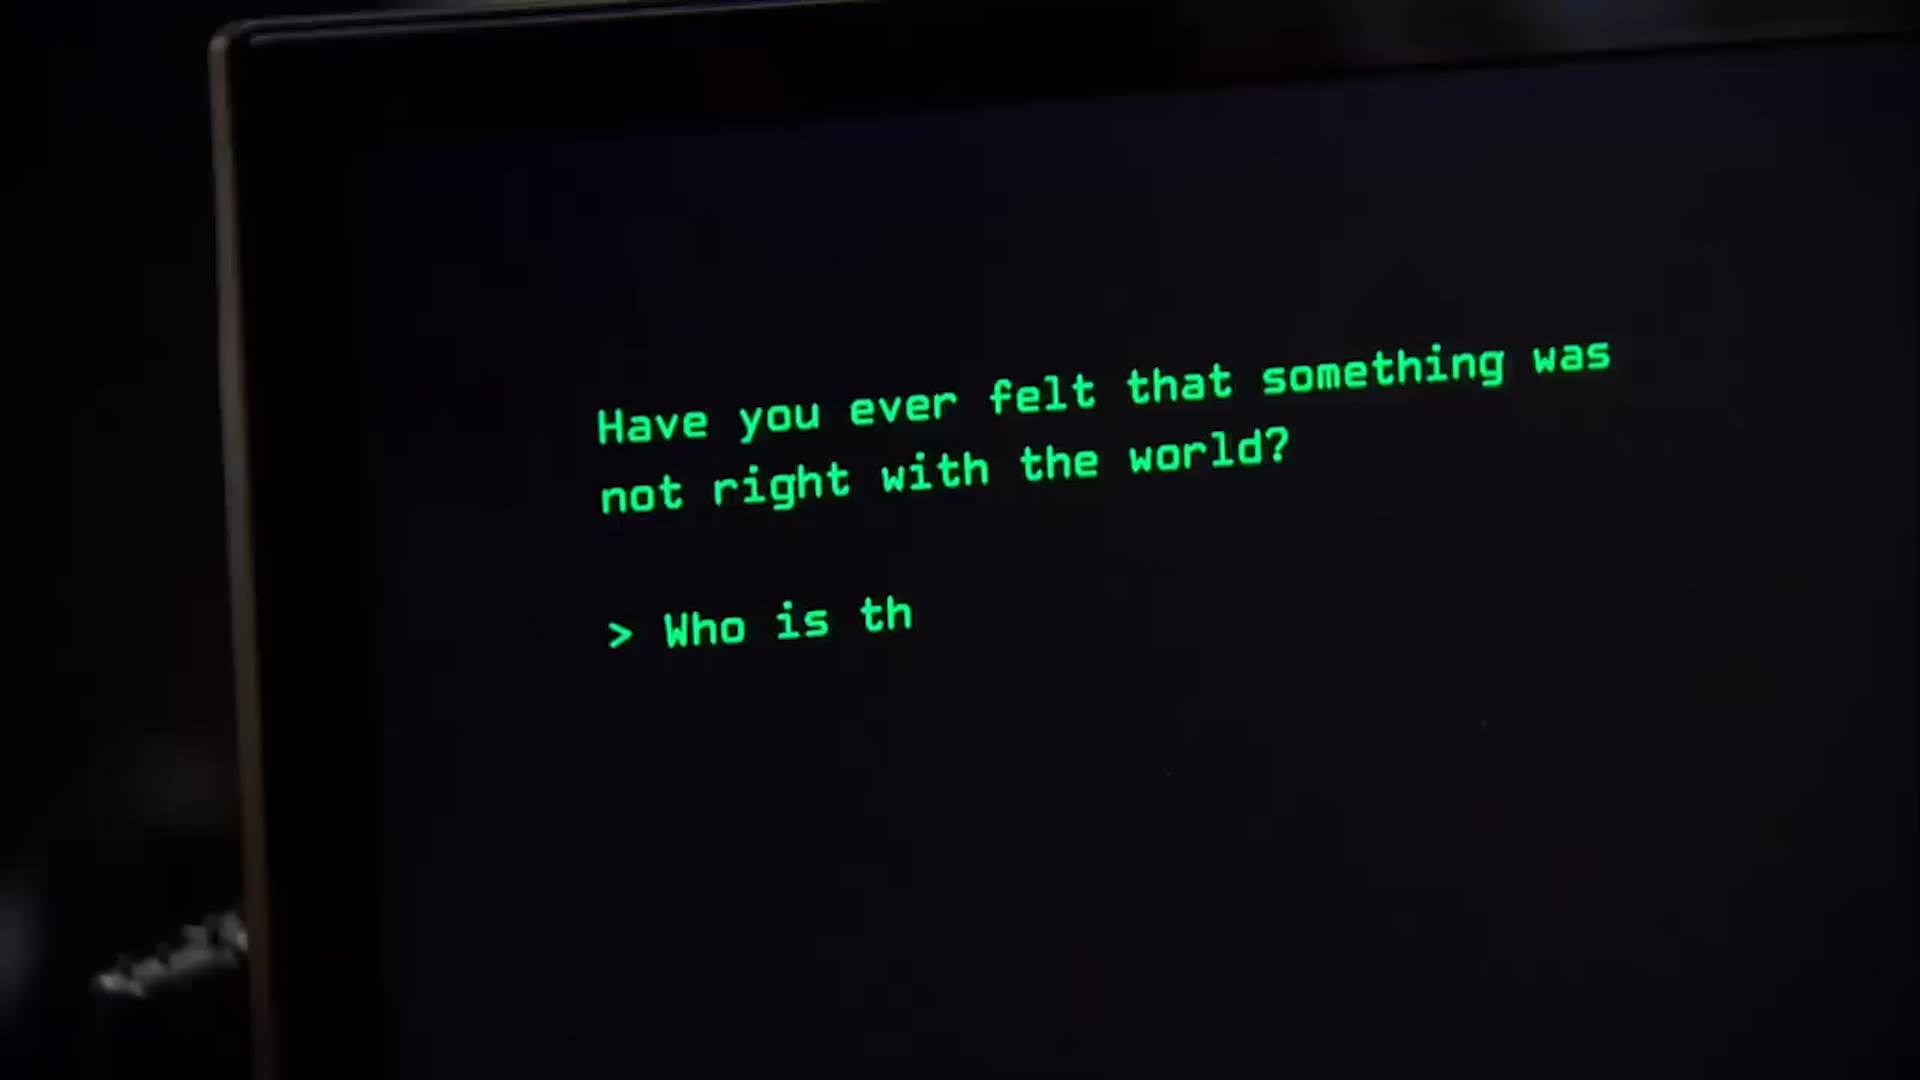 Have you ever felt that something was
not right with the world?
> Who is th